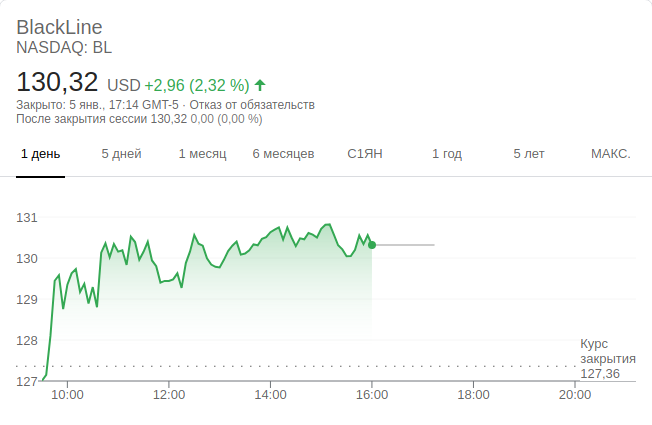 BlackLine
NASDAQ: BL
130,32 USD +2,96 (2,32 %)
Закрыто: 5 янв., 17:14 GMT-5 · Отказ от обязательств
После закрытия сессии 130,32 0,00 (0,00 %)
1 день 5 дней 1 месяц 6 месяцев С1ЯН 1 год 5 лет МАКС.
131
130
129
128
Курс
закрытия
127,36
127
10:00 12:00 14:00 16:00 18:00 20:00